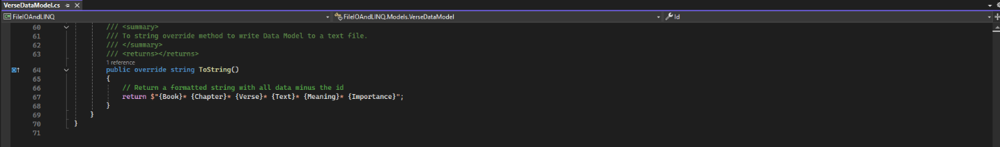 VerseDataModel.cs
FileIOAndLINQ FileIOAndLINQ.Models.VerseDataModel Id
60 /// <summary>
61 /// To string override method to write Data Model to a text file.
62 /// </summary>
63 /// <returns></returns>
1 reference
64 public override string ToString()
65 {
66 // Return a formatted string with all data minus the id
67 return $"{Book}* {Chapter}* {Verse}* {Text}* {Meaning}* {Importance}";
68 }
69 }
70 }
71